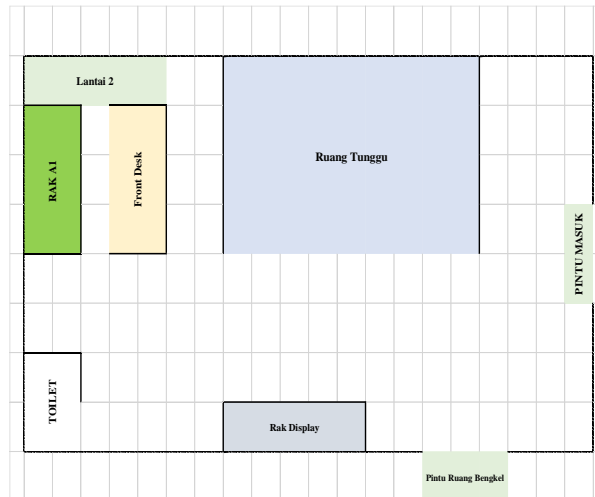 Lantai 2
RAK A1
Front Desk
Ruang Tunggu
PINTU MASUK
TOILET
Rak Display
Pintu Ruang Bengkel